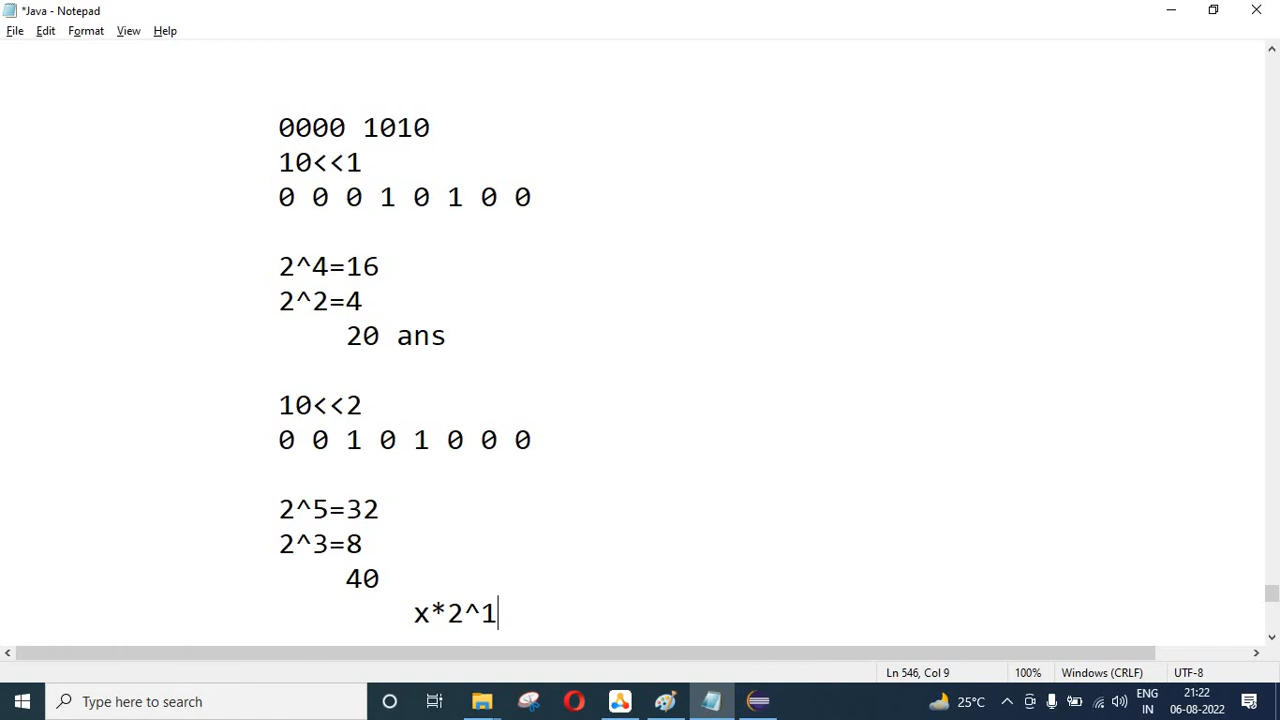 *Java - Notepad
File Edit Format View Help
0000 1010
10<<1
0 0 0 1 0 1 0 0
2^4=16
2^2=4
20 ans
10<<2
0 0 1 0 1 0 0 0
2^5=32
2^3=8
40
x*2^1
Ln 546, Col 9 100% Windows (CRLF) UTF-8
Type here to search 25°C ENG IN 21:22 06-08-2022